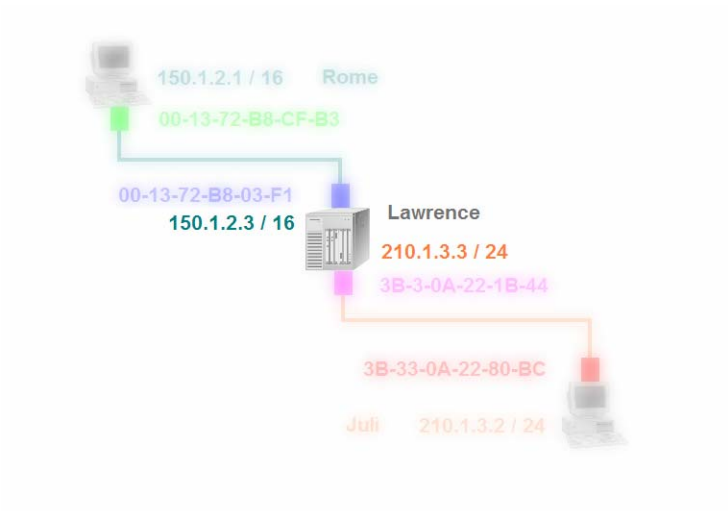 150.1.2.1 / 16 Rome
00-13-72-B8-CF-B3
00-13-72-B8-03-F1
150.1.2.3 / 16
Lawrence
210.1.3.3 / 24
3B-3-0A-22-1B-44
3B-33-0A-22-80-BC
Juli 210.1.3.2 / 24